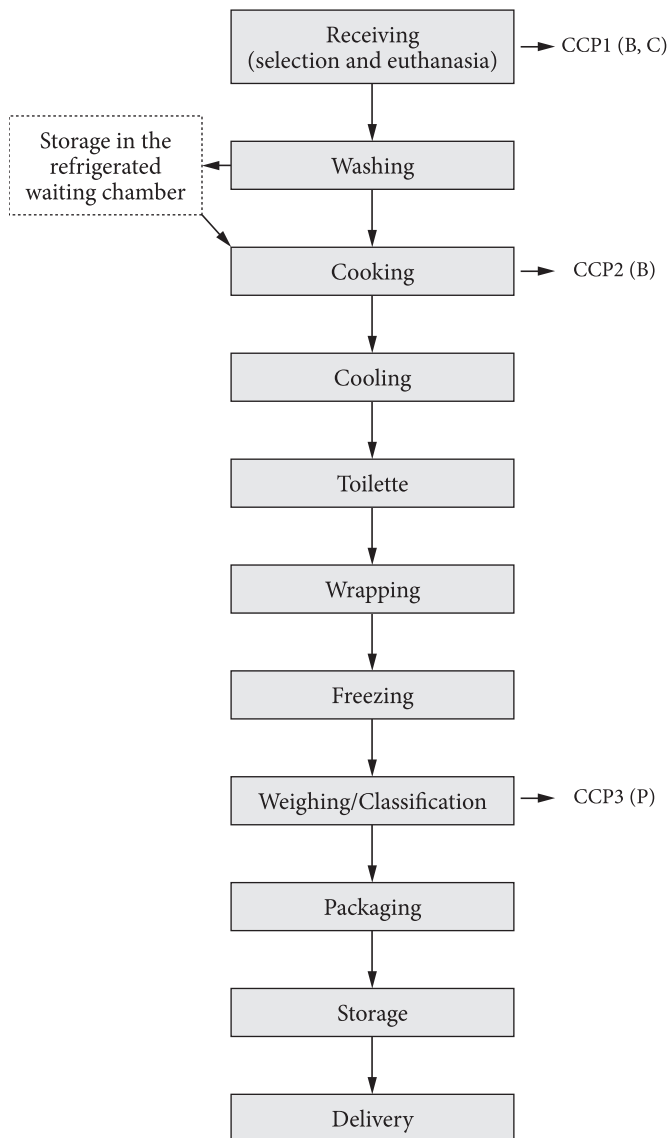 Receiving
(selection and euthanasia)
CCP1 (B, C)
Storage in the
refrigerated
waiting chamber
Washing
Cooking
CCP2 (B)
Cooling
Toilette
Wrapping
Freezing
Weighing/Classification
CCP3 (P)
Packaging
Storage
Delivery